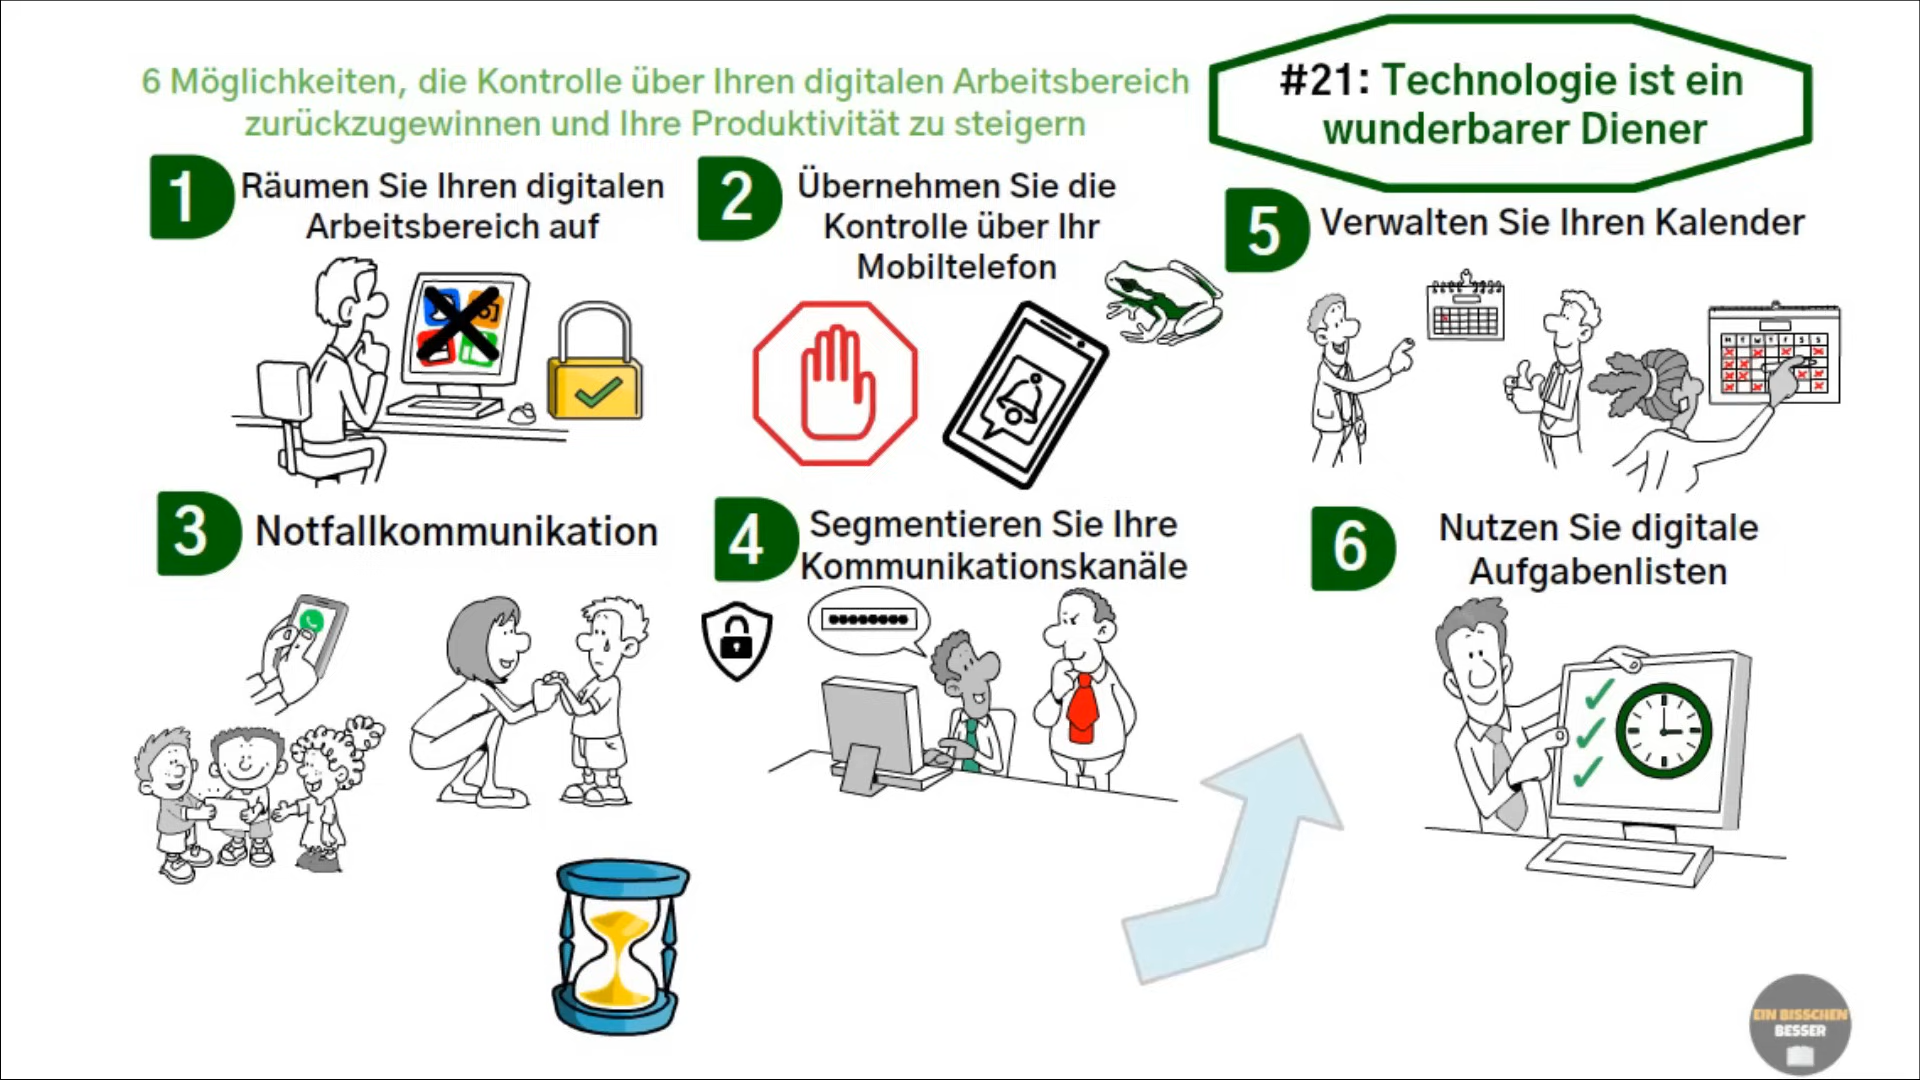 6 Möglichkeiten, die Kontrolle über Ihren digitalen Arbeitsbereich
zurückzugewinnen und Ihre Produktivität zu steigern
#21: Technologie ist ein
wunderbarer Diener
1
Räumen Sie Ihren digitalen
Arbeitsbereich auf
2
Übernehmen Sie die
Kontrolle über Ihr
Mobiltelefon
5
Verwalten Sie Ihren Kalender
M T W T F S S
3
Notfallkommunikation
4
Segmentieren Sie Ihre
Kommunikationskanäle
6
Nutzen Sie digitale
Aufgabenlisten
EIN BISSCHEN
BESSER